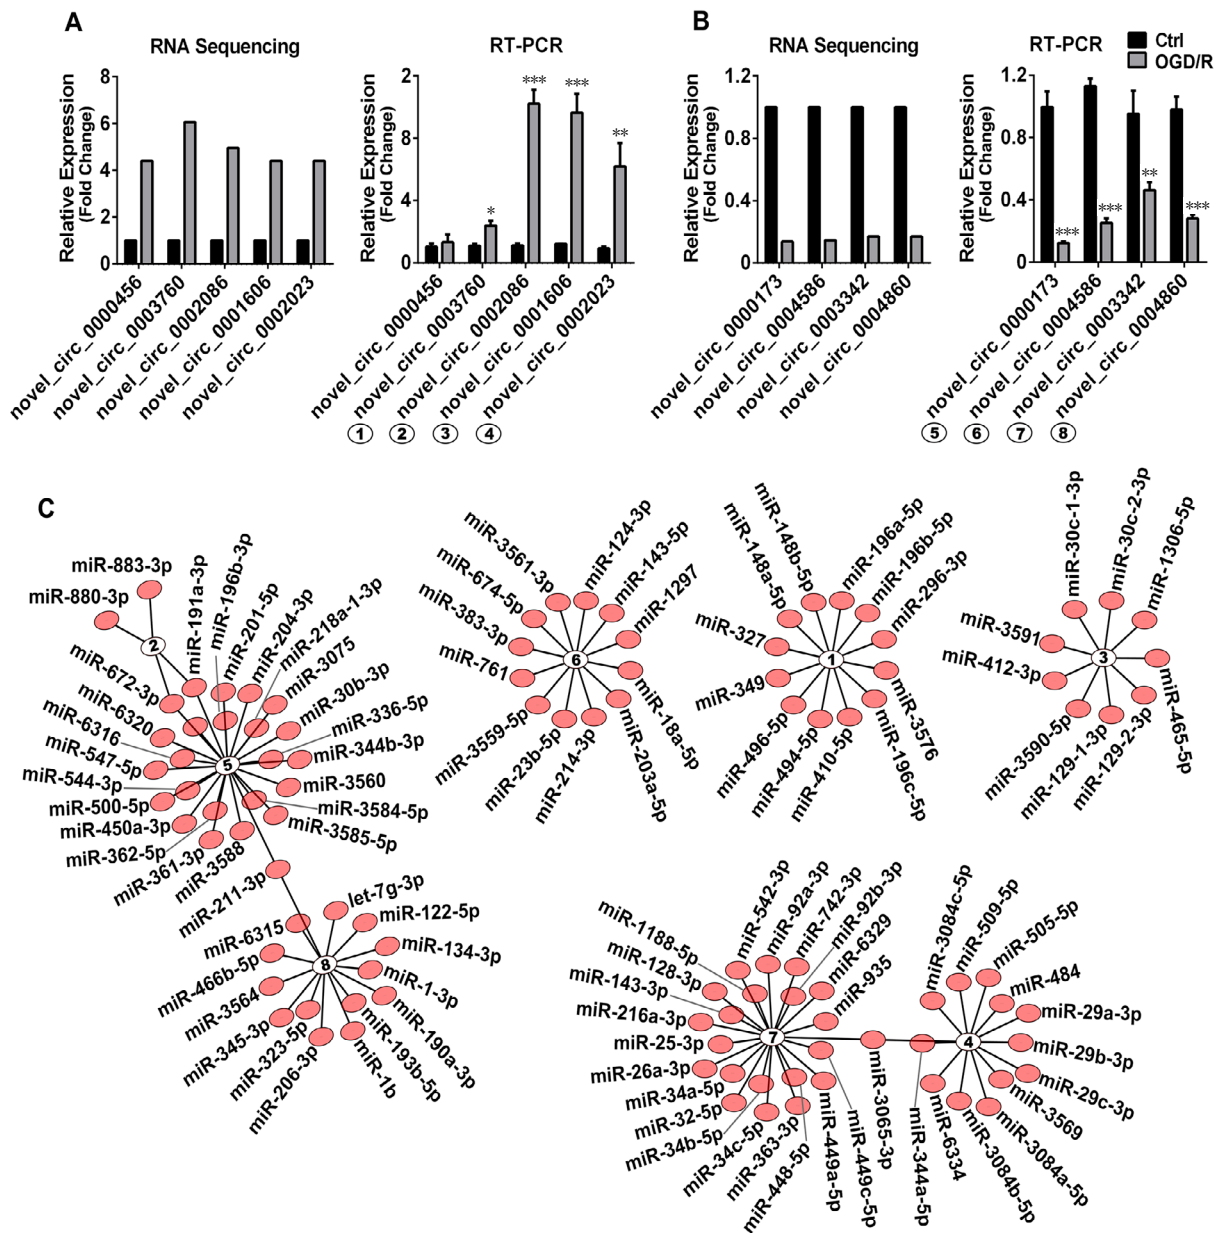 A
RNA Sequencing
RT-PCR
Relative Expression
(Fold Change)
8
6
4
2
0
novel_circ_0000456
novel_circ_0003760
novel_circ_0002086
novel_circ_0001606
novel_circ_0002023
Relative Expression
(Fold Change)
2
6
4
2
0
*
***
***
**
novel_circ_0000456
novel_circ_0003760
novel_circ_0002086
novel_circ_0001606
novel_circ_0002023
1
2
3
4
B
RNA Sequencing
RT-PCR
Ctrl
OGD/R
Relative Expression
(Fold Change)
1.2
0.8
0.4
0
novel_circ_0000173
novel_circ_0004586
novel_circ_0003342
novel_circ_0004860
Relative Expression
(Fold Change)
1.2
0.8
0.4
0
***
***
**
***
novel_circ_0000173
novel_circ_0004586
novel_circ_0003342
novel_circ_0004860
5
6
7
8
C
miR-883-3p
miR-880-3p
2
miR-191a-3p
miR-196b-3p
miR-201-5p
miR-204-3p
miR-218a-1-3p
miR-3075
miR-30b-3p
miR-336-5p
miR-344b-3p
miR-3560
miR-3584-5p
miR-3585-5p
miR-672-3p
miR-6320
miR-6316
miR-547-5p
miR-544-3p
miR-500-5p
miR-450a-3p
miR-362-5p
miR-361-3p
miR-3588
miR-211-3p
5
let-7g-3p
miR-122-5p
miR-134-3p
miR-1-3p
miR-190a-3p
miR-193b-5p
miR-1b
miR-6315
miR-466b-5p
miR-3564
miR-345-3p
miR-323-5p
miR-206-3p
8
miR-3561-3p
miR-124-3p
miR-143-5p
miR-1297
miR-674-5p
miR-383-3p
miR-761
miR-3559-5p
miR-23b-5p
miR-214-3p
miR-203a-5p
miR-18a-5p
6
miR-148b-5p
miR-148a-5p
miR-196a-5p
miR-196b-5p
miR-296-3p
miR-327
miR-349
miR-496-5p
miR-494-5p
miR-410-5p
miR-196c-5p
miR-3576
1
miR-30c-1-3p
miR-30c-2-3p
miR-1306-5p
miR-3591
miR-412-3p
miR-3590-5p
miR-129-1-3p
miR-129-2-3p
miR-465-5p
3
miR-542-3p
miR-92a-3p
miR-742-3p
miR-92b-3p
miR-6329
miR-935
miR-1188-5p
miR-128-3p
miR-143-3p
miR-216a-3p
miR-25-3p
miR-26a-3p
miR-34a-5p
miR-32-5p
miR-34b-5p
miR-34c-5p
miR-363-3p
miR-448-5p
miR-449a-5p
miR-449c-5p
miR-3065-3p
miR-344a-5p
7
miR-3084c-5p
miR-509-5p
miR-505-5p
miR-484
miR-29a-3p
miR-29b-3p
miR-29c-3p
miR-3569
miR-3084a-5p
miR-3084b-5p
miR-6334
4